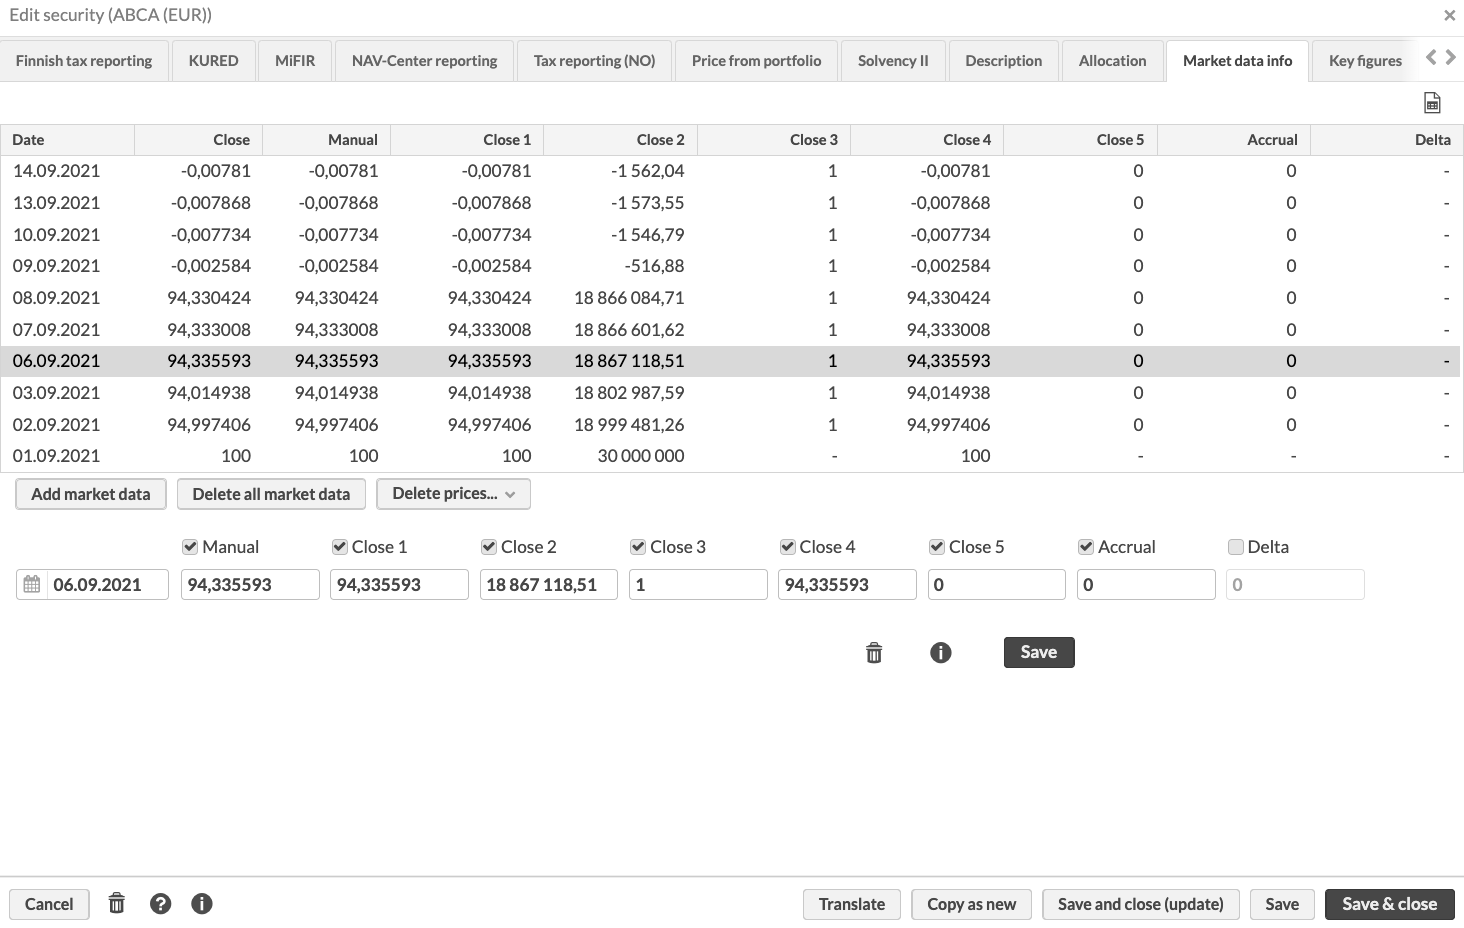 Edit security (ABCA (EUR))
Finnish tax reporting KURED MiFIR NAV-Center reporting Tax reporting (NO) Price from portfolio Solvency II Description Allocation Market data info Key figures
Date Close Manual Close 1 Close 2 Close 3 Close 4 Close 5 Accrual Delta
14.09.2021 -0,00781 -0,00781 -0,00781 -1 562,04 1 -0,00781 0 0 -
13.09.2021 -0,007868 -0,007868 -0,007868 -1 573,55 1 -0,007868 0 0 -
10.09.2021 -0,007734 -0,007734 -0,007734 -1 546,79 1 -0,007734 0 0 -
09.09.2021 -0,002584 -0,002584 -0,002584 -516,88 1 -0,002584 0 0 -
08.09.2021 94,330424 94,330424 94,330424 18 866 084,71 1 94,330424 0 0 -
07.09.2021 94,333008 94,333008 94,333008 18 866 601,62 1 94,333008 0 0 -
06.09.2021 94,335593 94,335593 94,335593 18 867 118,51 1 94,335593 0 0 -
03.09.2021 94,014938 94,014938 94,014938 18 802 987,59 1 94,014938 0 0 -
02.09.2021 94,997406 94,997406 94,997406 18 999 481,26 1 94,997406 0 0 -
01.09.2021 100 100 100 30 000 000 - 100 - - -
Add market data Delete all market data Delete prices...
Manual Close 1 Close 2 Close 3 Close 4 Close 5 Accrual Delta
06.09.2021 94,335593 94,335593 18 867 118,51 1 94,335593 0 0 0
Save
Cancel Translate Copy as new Save and close (update) Save Save & close